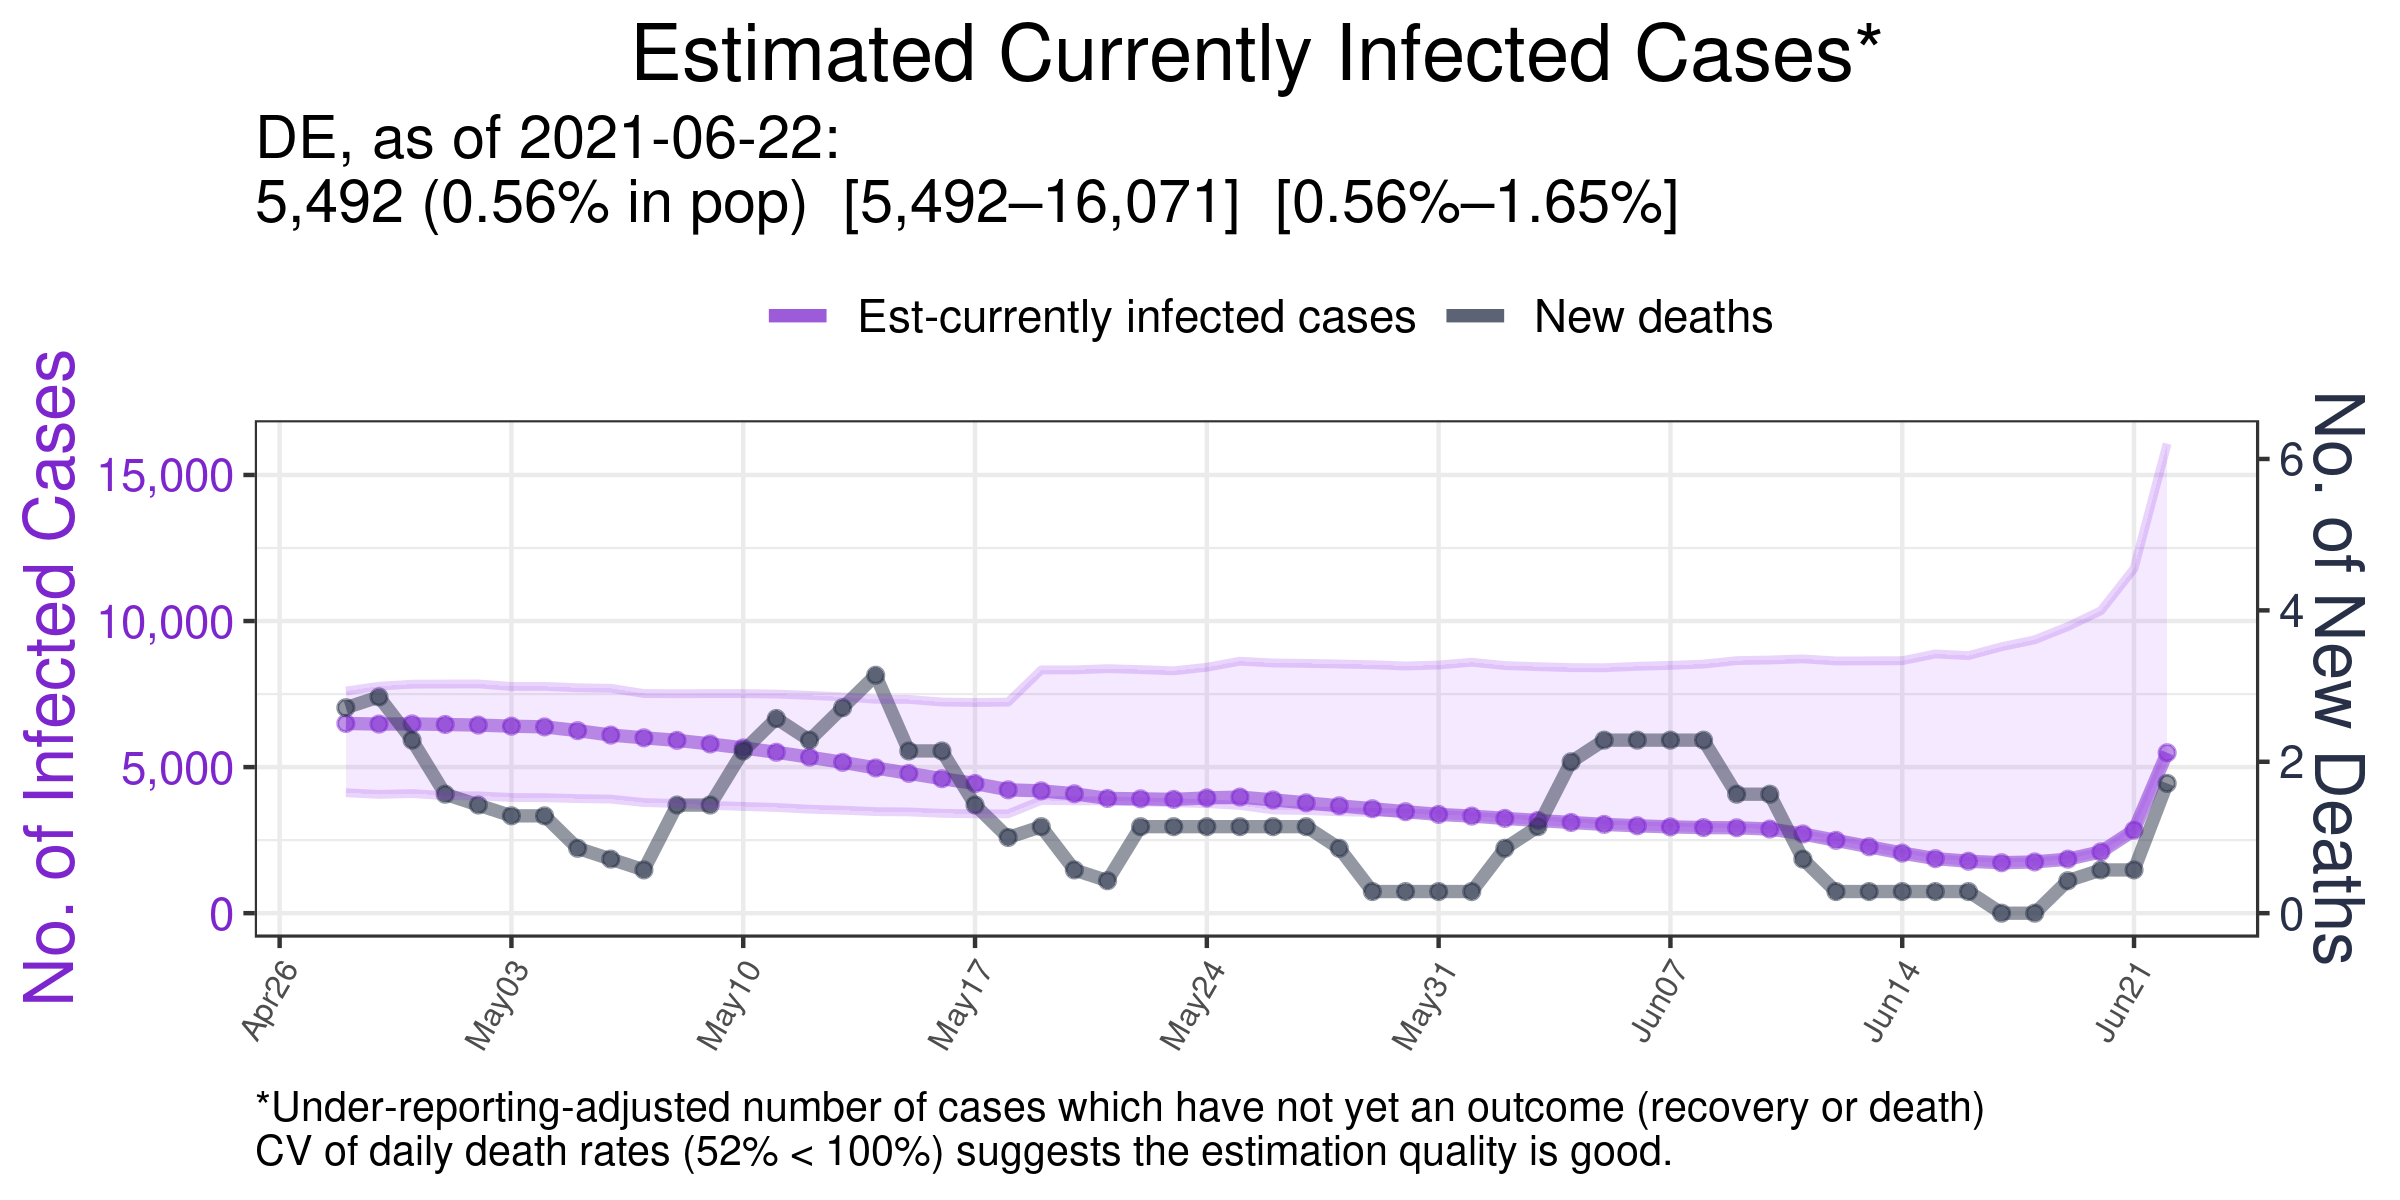 Estimated Currently Infected Cases*
DE, as of 2021-06-22:
5,492 (0.56% in pop)  [5,492–16,071]  [0.56%–1.65%]
Est-currently infected cases
New deaths
No. of Infected Cases
15,000
10,000
5,000
0
6
4
2
0
No. of New Deaths
Apr26
May03
May10
May17
May24
May31
Jun07
Jun14
Jun21
*Under-reporting-adjusted number of cases which have not yet an outcome (recovery or death)
CV of daily death rates (52% < 100%) suggests the estimation quality is good.